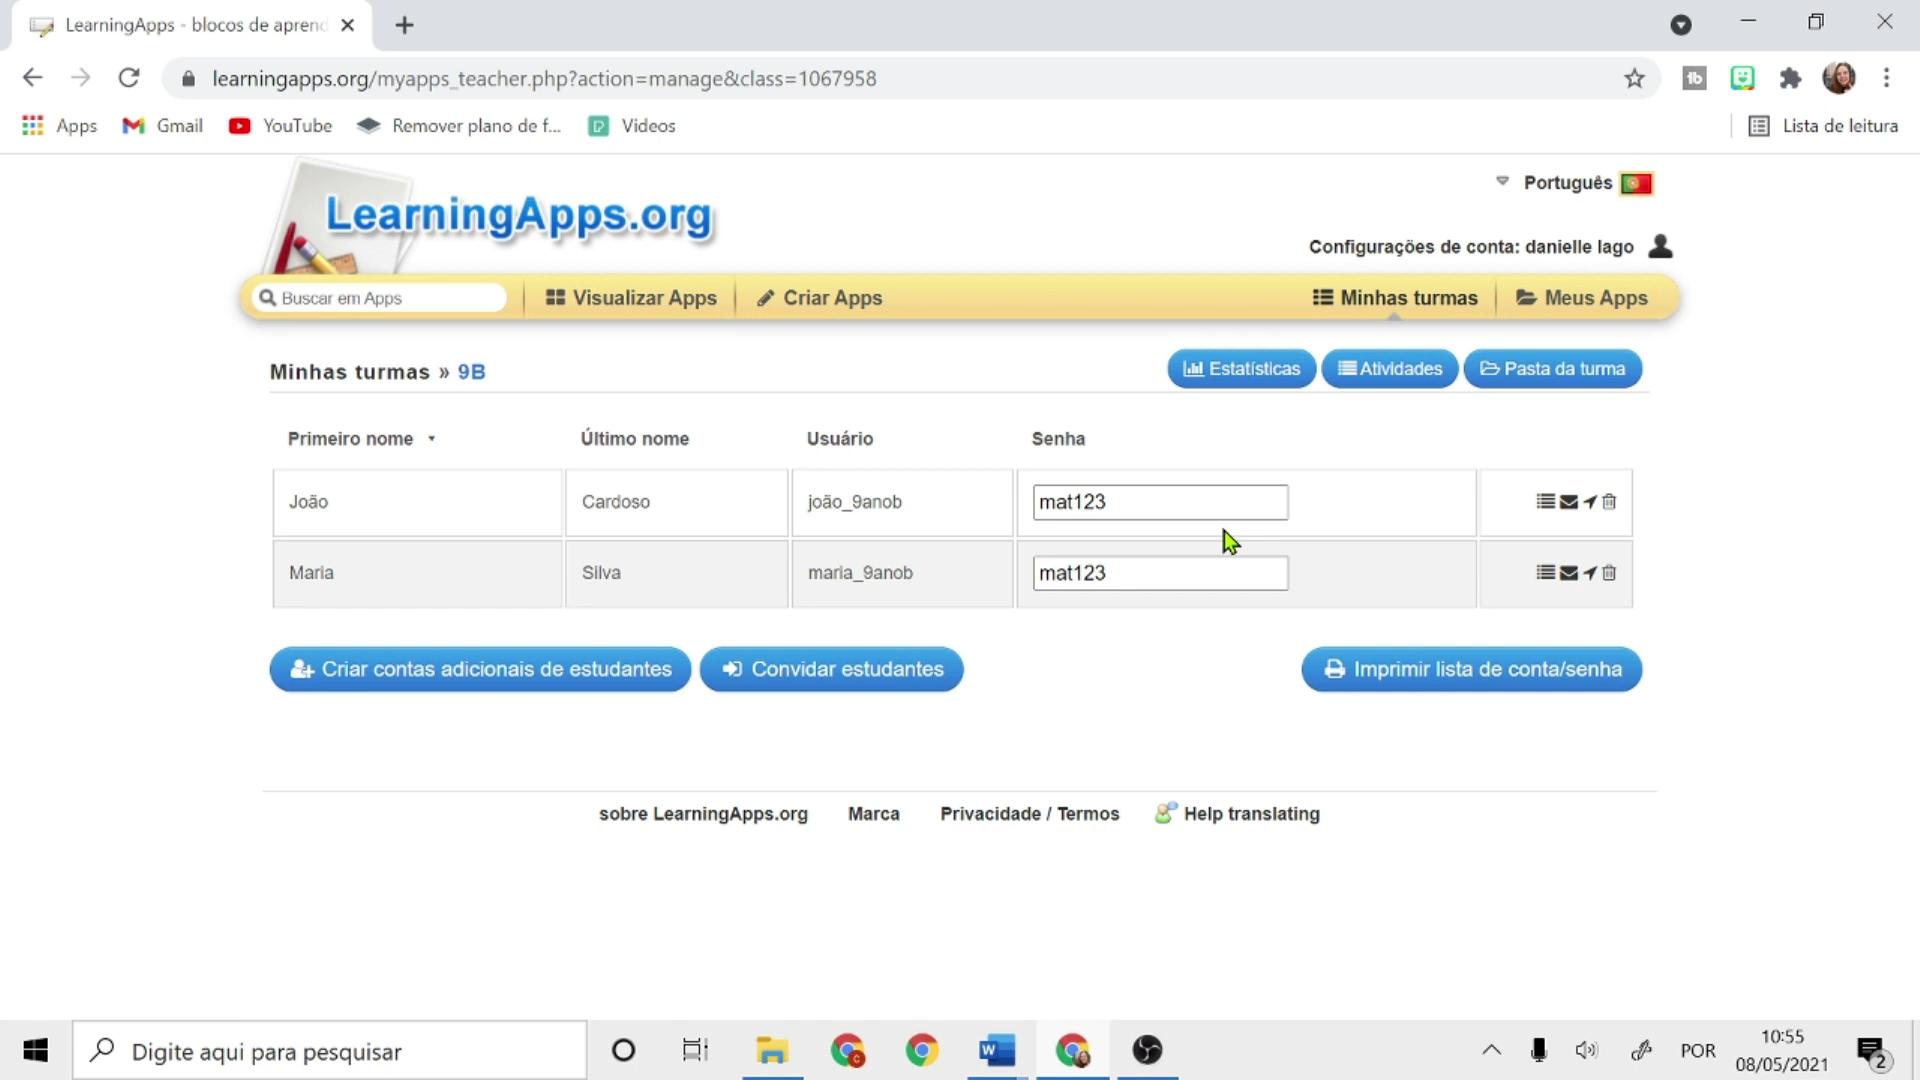 LearningApps - blocos de aprend
learningapps.org/myapps_teacher.php?action=manage&class=1067958
Apps
Gmail
YouTube
Remover plano de f...
Videos
Lista de leitura
LearningApps.org
Português
Configurações de conta: danielle lago
Buscar em Apps
Visualizar Apps
Criar Apps
Minhas turmas
Meus Apps
Minhas turmas » 9B
Estatísticas
Atividades
Pasta da turma
Primeiro nome
Último nome
Usuário
Senha
João
Cardoso
joão_9anob
mat123
Maria
Silva
maria_9anob
mat123
Criar contas adicionais de estudantes
Convidar estudantes
Imprimir lista de conta/senha
sobre LearningApps.org
Marca
Privacidade / Termos
Help translating
Digite aqui para pesquisar
POR
10:55
08/05/2021
2